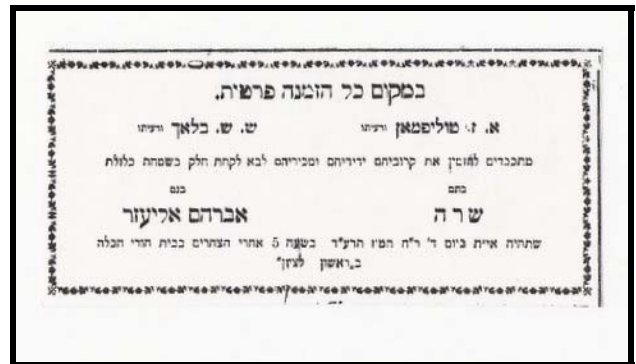 במקום כל הזמנה פרטית.
א. ז. טוליפמאן ורעיתו ש. ש. בלאך ורעיתו
מתכבדים להזמין את קרוביהם ידידיהם ומכיריהם לבא לקחת חלק בשמחת כלולת
בתם בנם
שרה אברהם אליעזר
שתהיה אי״ה ביום ד' ר״ח תמוז תרע״ד בשעה 5 אחרי הצהרים בבית הורי הכלה
ב„ראשון לציון"